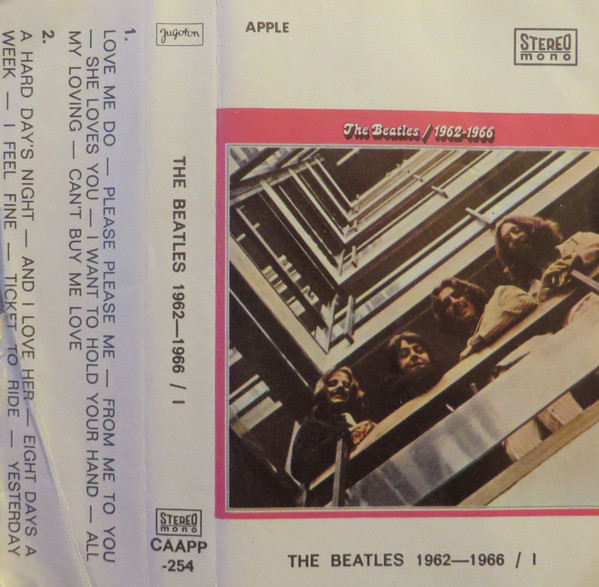 1.
LOVE ME DO — PLEASE PLEASE ME — FROM ME TO YOU
— SHE LOVES YOU — I WANT TO HOLD YOUR HAND — ALL
MY LOVING — CANT BUY ME LOVE
2.
A HARD DAY'S NIGHT — AND I LOVE HER — EIGHT DAYS A
WEEK — I FEEL FINE — TICKET TO RIDE — YESTERDAY
Jugoton
THE BEATLES 1962—1966 / I
STEREO
mono
CAAPP
-254
APPLE
STEREO
mono
The Beatles / 1962-1966
THE BEATLES 1962—1966 / I